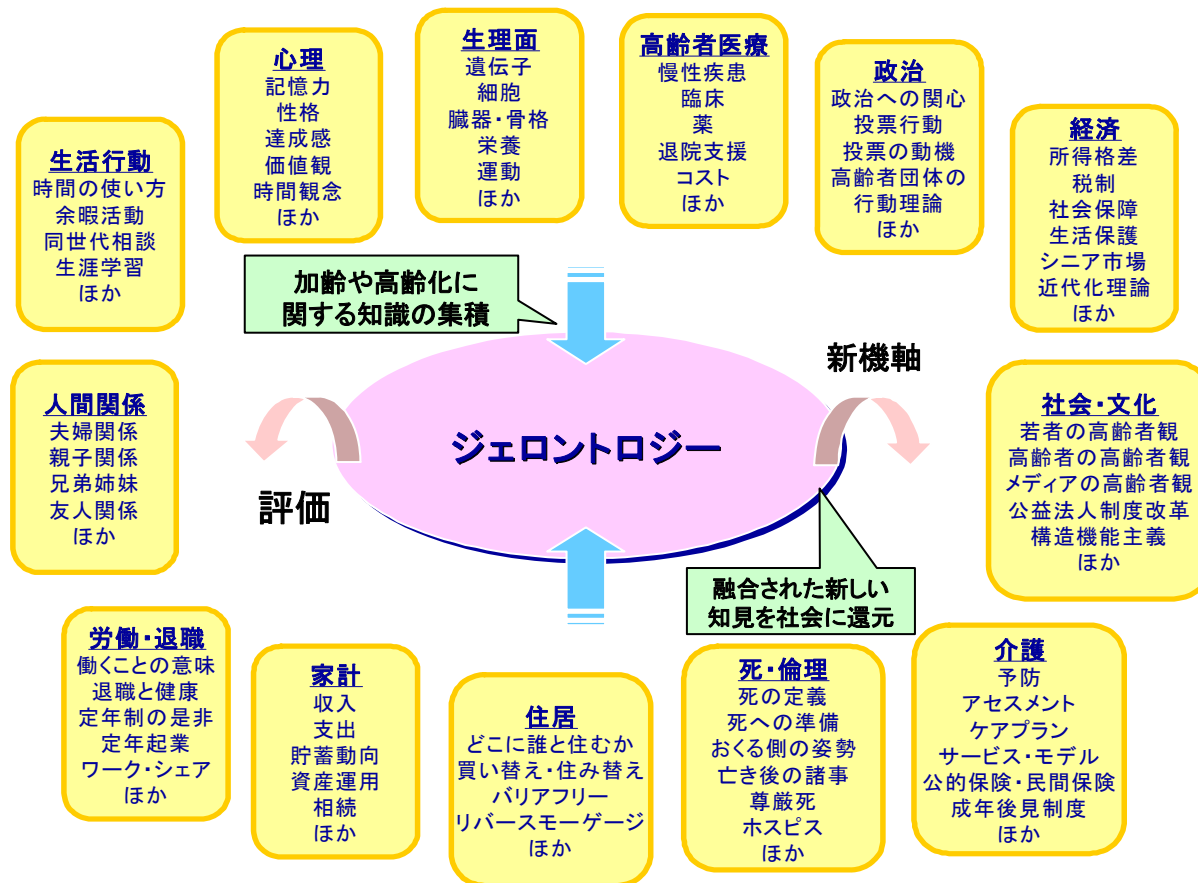 心理
記憶力
性格
達成感
価値観
時間観念
ほか
生理面
遺伝子
細胞
臓器・骨格
栄養
運動
ほか
高齢者医療
慢性疾患
臨床
薬
退院支援
コスト
ほか
政治
政治への関心
投票行動
投票の動機
高齢者団体の
行動理論
ほか
経済
所得格差
税制
社会保障
生活保護
シニア市場
近代化理論
ほか
生活行動
時間の使い方
余暇活動
同世代相談
生涯学習
ほか
加齢や高齢化に
関する知識の集積
新機軸
ジェロントロジー
評価
人間関係
夫婦関係
親子関係
兄弟姉妹
友人関係
ほか
社会・文化
若者の高齢者観
高齢者の高齢者観
メディアの高齢者観
公益法人制度改革
構造機能主義
ほか
融合された新しい
知見を社会に還元
労働・退職
働くことの意味
退職と健康
定年制の是非
定年起業
ワーク・シェア
ほか
家計
収入
支出
貯蓄動向
資産運用
相続
ほか
住居
どこに誰と住むか
買い替え・住み替え
バリアフリー
リバースモーゲージ
ほか
死・倫理
死の定義
死への準備
おくる側の姿勢
亡き後の諸事
尊厳死
ホスピス
ほか
介護
予防
アセスメント
ケアプラン
サービス・モデル
公的保険・民間保険
成年後見制度
ほか